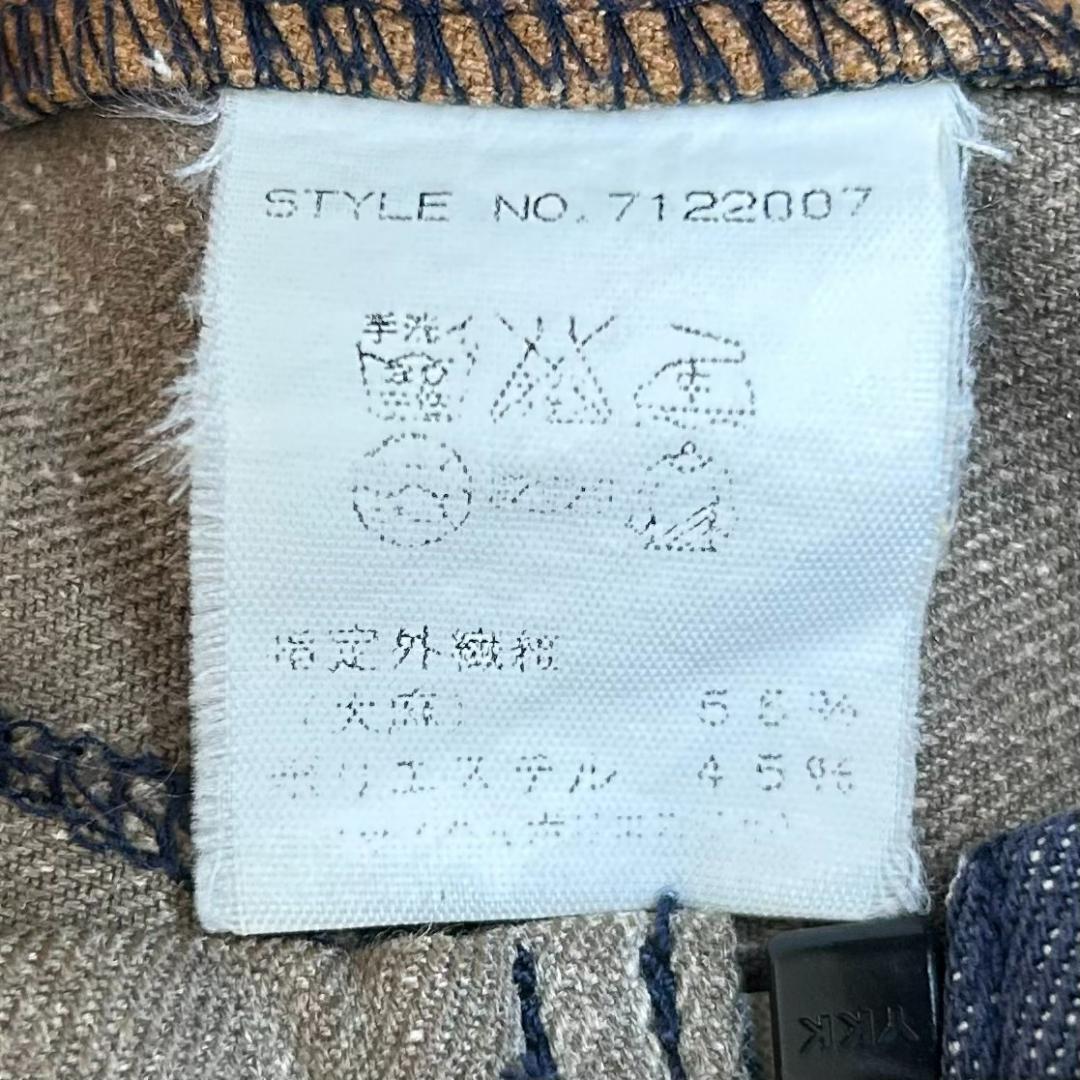 STYLE NO. 7122007
手洗
指定外繊維
(大麻) 55%
ポリエステル 45%
YKK